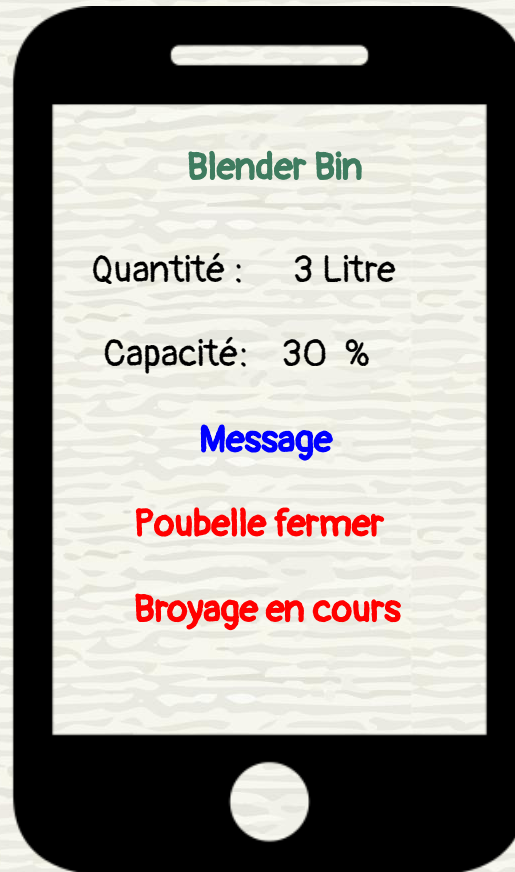 Blender Bin
Quantité : 3 Litre
Capacité: 30 %
Message
Poubelle fermer
Broyage en cours